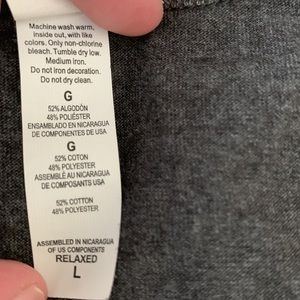 Machine wash warm,
inside out, with like
colors. Only non-chlorine
bleach. Tumble dry low.
Medium iron.
Do not iron decoration.
Do not dry clean.
G
52% ALGODÓN
48% POLIÉSTER
ENSAMBLADO EN NICARAGUA
DE COMPONENTES DE USA
G
52% COTON
48% POLYESTER
ASSEMBLÉ AU NICARAGUA
DE COMPOSANTS USA
52% COTTON
48% POLYESTER
ASSEMBLED IN NICARAGUA
OF US COMPONENTS
RELAXED
L